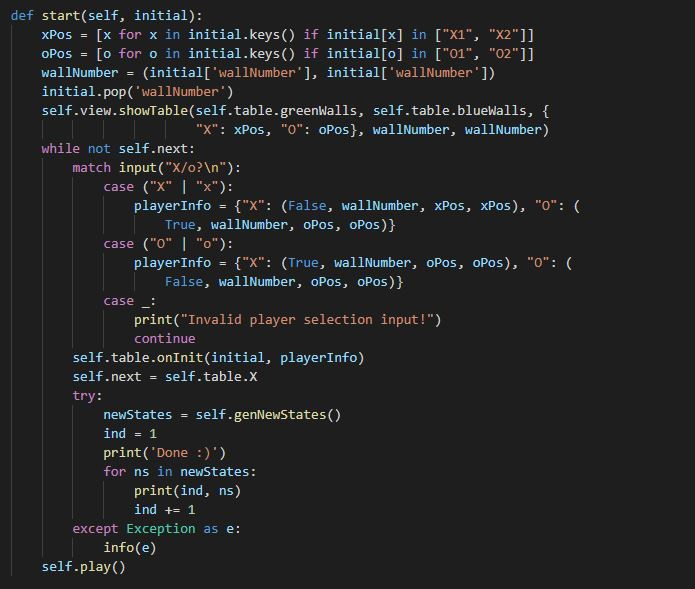 def start(self, initial):
    xPos = [x for x in initial.keys() if initial[x] in ["X1", "X2"]]
    oPos = [o for o in initial.keys() if initial[o] in ["O1", "O2"]]
    wallNumber = (initial['wallNumber'], initial['wallNumber'])
    initial.pop('wallNumber')
    self.view.showTable(self.table.greenWalls, self.table.blueWalls, {
                        "X": xPos, "O": oPos}, wallNumber, wallNumber)
    while not self.next:
        match input("X/o?\n"):
            case ("X" | "x"):
                playerInfo = {"X": (False, wallNumber, xPos, xPos), "O": (
                    True, wallNumber, oPos, oPos)}
            case ("O" | "o"):
                playerInfo = {"X": (True, wallNumber, oPos, oPos), "O": (
                    False, wallNumber, oPos, oPos)}
            case _:
                print("Invalid player selection input!")
                continue
        self.table.onInit(initial, playerInfo)
        self.next = self.table.X
        try:
            newStates = self.genNewStates()
            ind = 1
            print('Done :)')
            for ns in newStates:
                print(ind, ns)
                ind += 1
        except Exception as e:
            info(e)
    self.play()